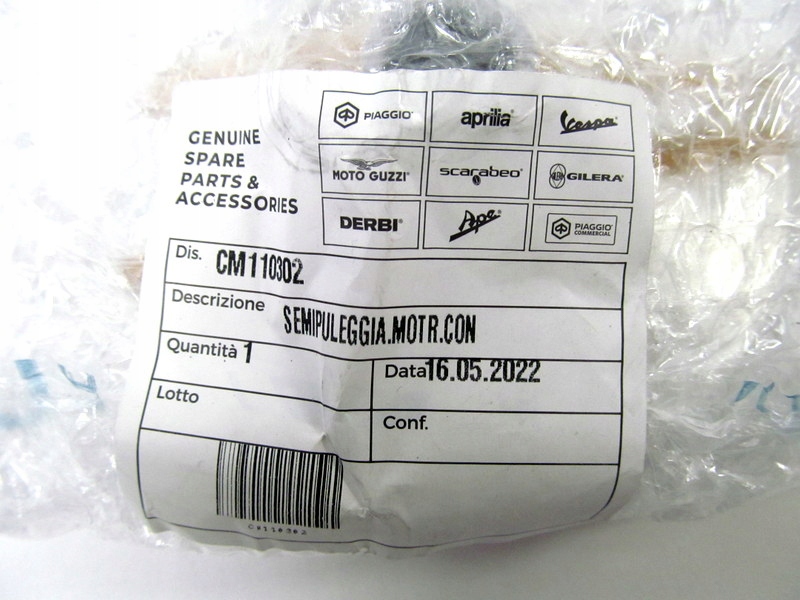 GENUINE
SPARE
PARTS &
ACCESSORIES
PIAGGIO®
aprilia®
Vespa®
MOTO GUZZI®
scarabeo®
GILERA®
DERBI®
Ape®
PIAGGIO®
COMMERCIAL
Dis. CM110302
Descrizione SEMIPULEGGIA.MOTR.CON
Quantità 1
Data 16.05.2022
Lotto
Conf.
CM110302